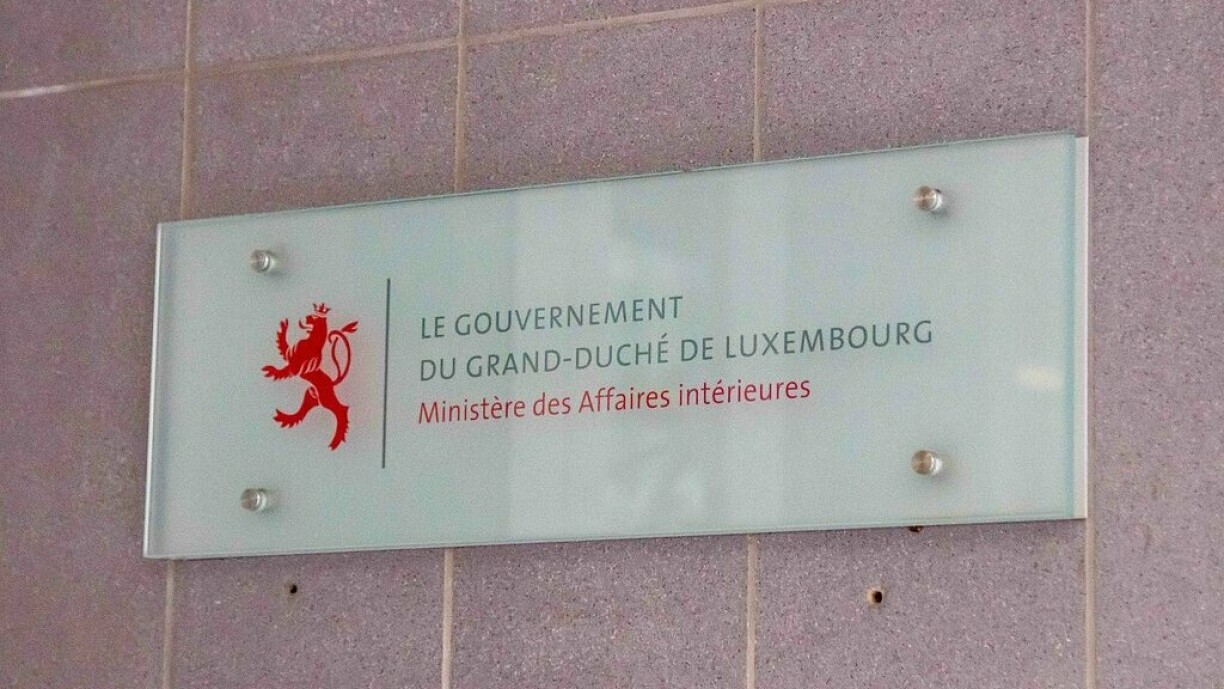 LE GOUVERNEMENT
DU GRAND-DUCHÉ DE LUXEMBOURG
Ministère des Affaires intérieures